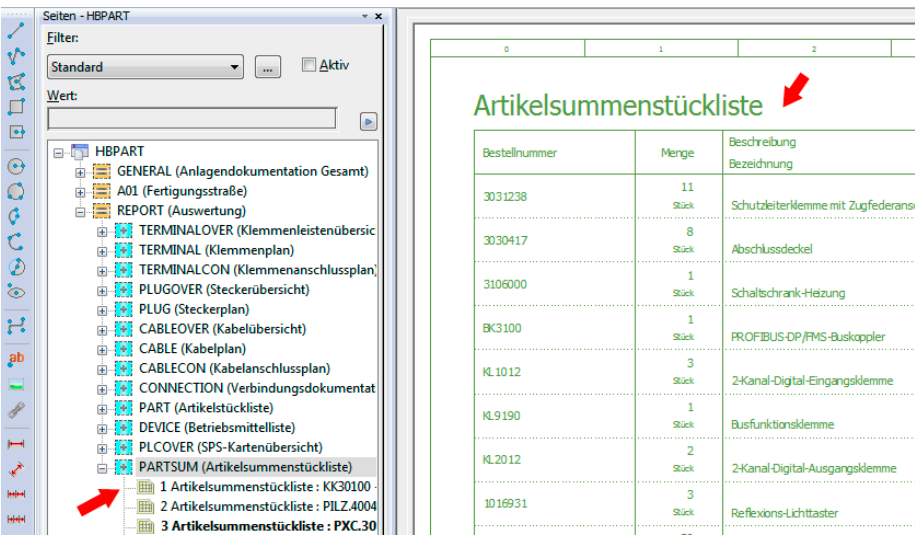 Seiten - HBPART
Filter:
Standard
...
Aktiv
Wert:
HBPART
GENERAL (Anlagendokumentation Gesamt)
A01 (Fertigungsstraße)
REPORT (Auswertung)
TERMINALOVER (Klemmenleistenübersic
TERMINAL (Klemmenplan)
TERMINALCON (Klemmenanschlussplan)
PLUGOVER (Steckerübersicht)
PLUG (Steckerplan)
CABLEOVER (Kabelübersicht)
CABLE (Kabelplan)
CABLECON (Kabelanschlussplan)
CONNECTION (Verbindungsdokumentat
PART (Artikelstückliste)
DEVICE (Betriebsmittelliste)
PLCOVER (SPS-Kartenübersicht)
PARTSUM (Artikelsummenstückliste)
1 Artikelsummenstückliste : KK30100 -
2 Artikelsummenstückliste : PILZ.4004
3 Artikelsummenstückliste : PXC.30
ab
0 1 2
Artikelsummenstückliste
Bestellnummer Menge Beschreibung
Bezeichnung
3031238 11
Stück Schutzleiterklemme mit Zugfederansc
3030417 8
Stück Abschlussdeckel
3106000 1
Stück Schaltschrank-Heizung
BK3100 1
Stück PROFIBUS-DP/FMS-Buskoppler
KL1012 3
Stück 2-Kanal-Digital-Eingangsklemme
KL9190 1
Stück Busfunktionsklemme
KL2012 2
Stück 2-Kanal-Digital-Ausgangsklemme
1016931 3
Stück Reflexions-Lichttaster